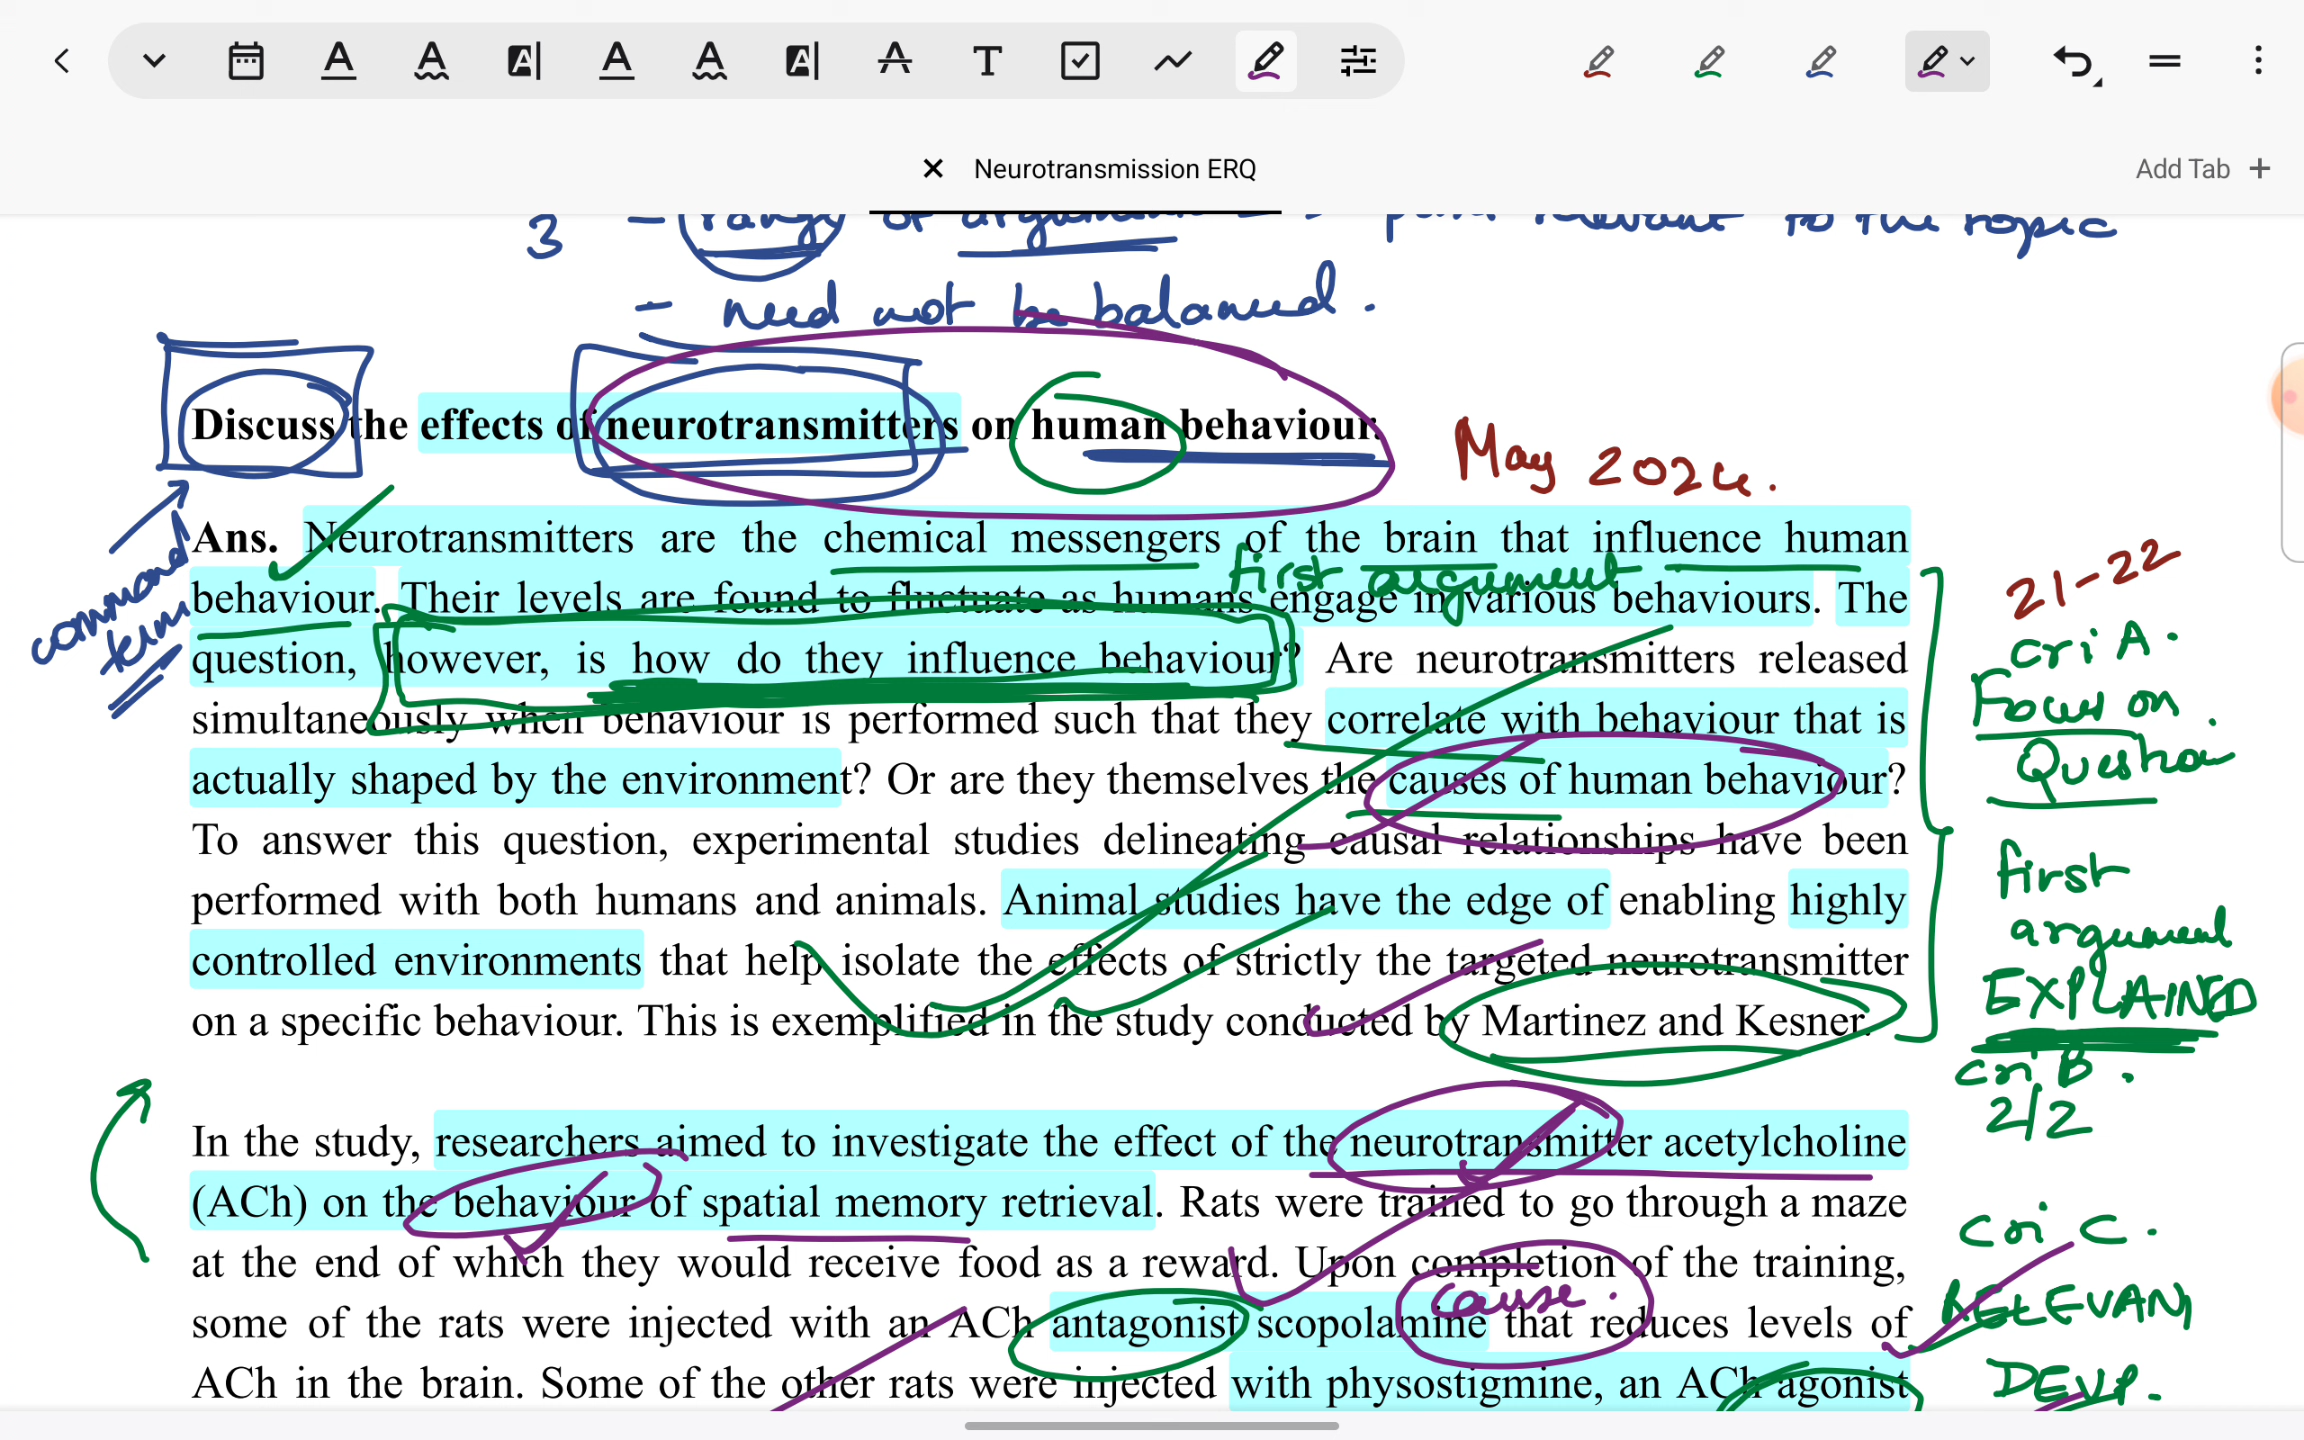 Neurotransmission ERQ
Add Tab +
3 - range of argument
relevant to the topic
- need not be balanced.
Discuss the effects of neurotransmitters on human behaviour.
May 2024.
command term
Ans. Neurotransmitters are the chemical messengers of the brain that influence human
first argument
behaviour. Their levels are found to fluctuate as humans engage in various behaviours. The
question, however, is how do they influence behaviour? Are neurotransmitters released
simultaneously when behaviour is performed such that they correlate with behaviour that is
actually shaped by the environment? Or are they themselves the causes of human behaviour?
To answer this question, experimental studies delineating causal relationships have been
performed with both humans and animals. Animal studies have the edge of enabling highly
controlled environments that help isolate the effects of strictly the targeted neurotransmitter
on a specific behaviour. This is exemplified in the study conducted by Martinez and Kesner.
21-22
cri A.
Focus on
Question.
first
argument
EXPLAINED
cri B.
2/2
In the study, researchers aimed to investigate the effect of the neurotransmitter acetylcholine
(ACh) on the behaviour of spatial memory retrieval. Rats were trained to go through a maze
at the end of which they would receive food as a reward. Upon completion of the training,
cause.
some of the rats were injected with an ACh antagonist scopolamine that reduces levels of
ACh in the brain. Some of the other rats were injected with physostigmine, an ACh agonist
cri C.
RELEVAN
DEVP.